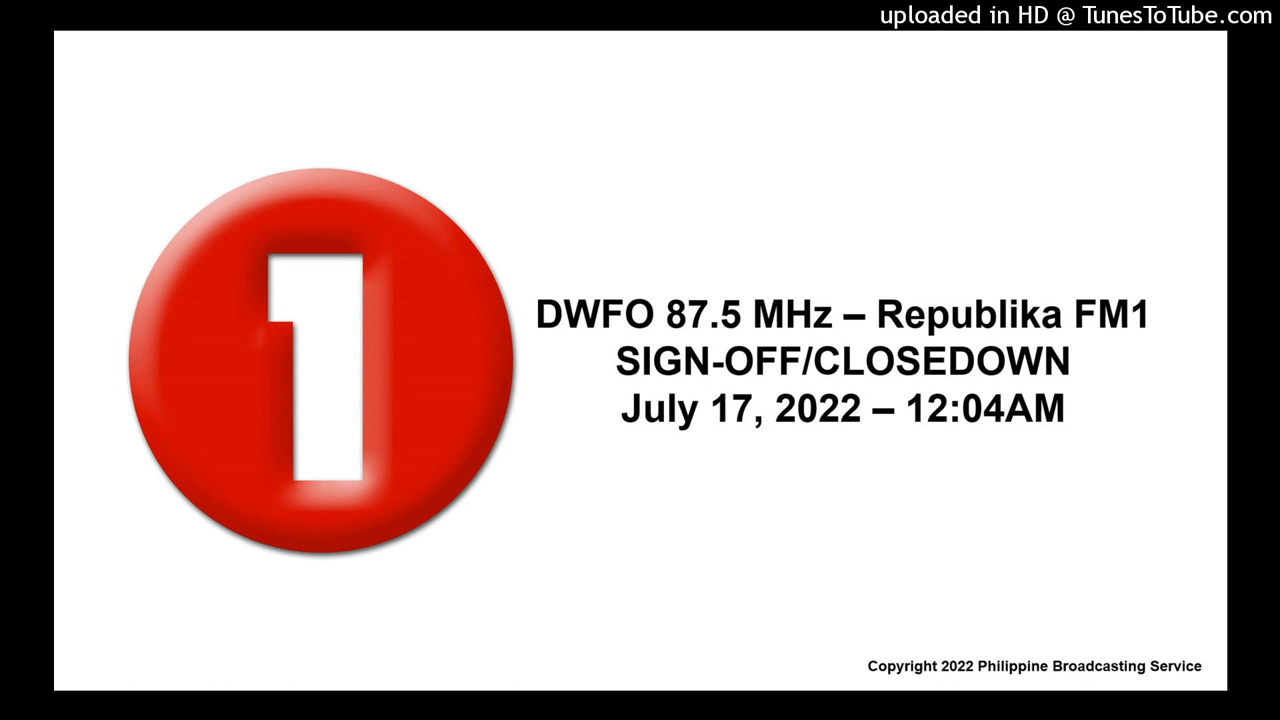 uploaded in HD @ TunesToTube.com
1
DWFO 87.5 MHz – Republika FM1
SIGN-OFF/CLOSEDOWN
July 17, 2022 – 12:04AM
Copyright 2022 Philippine Broadcasting Service